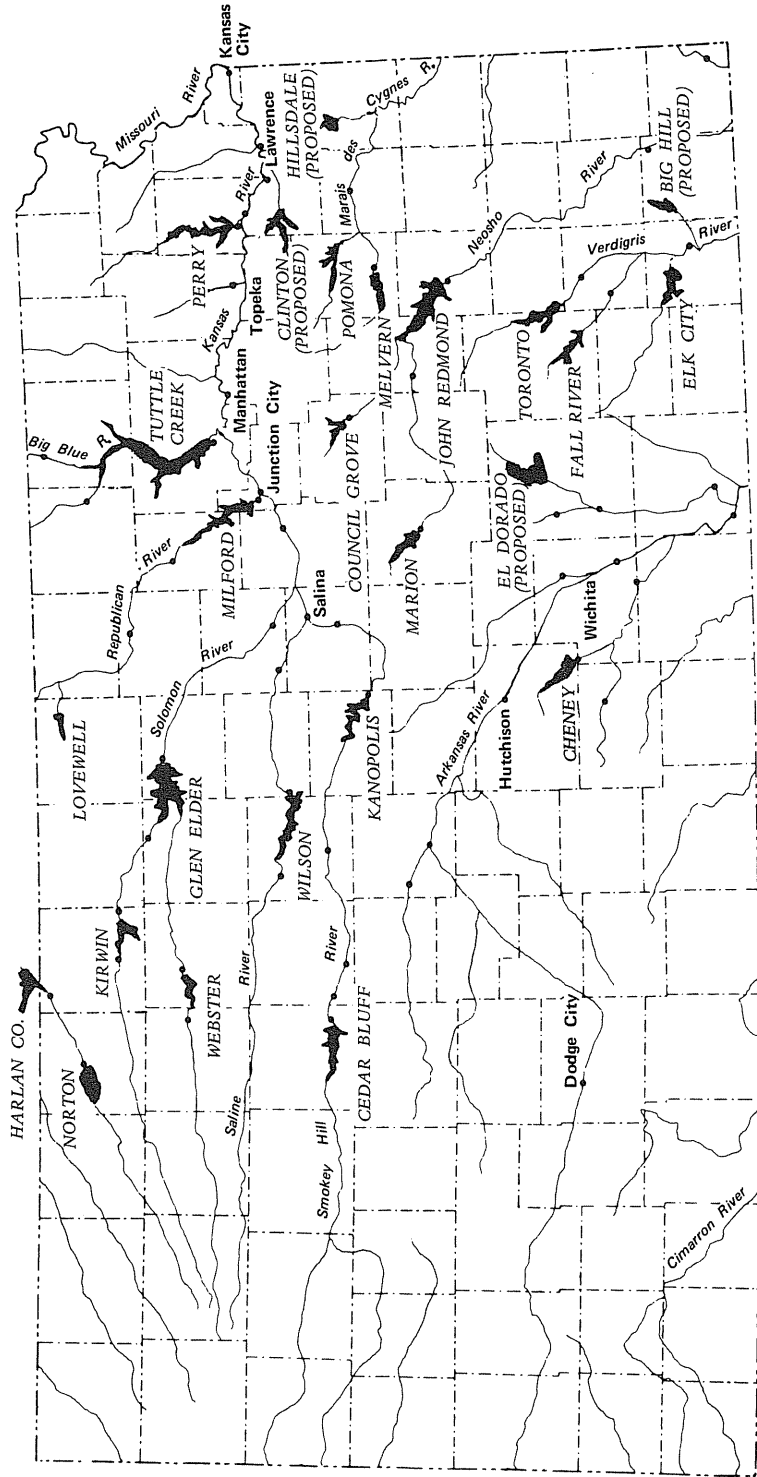 HARLAN CO.
NORTON
KIRWIN
WEBSTER
LOVEWELL
GLEN ELDER
Solomon
River
Republican
River
MILFORD
Big Blue
R.
TUTTLE
CREEK
Manhattan
Junction City
Kansas
River
Topeka
PERRY
Lawrence
Missouri
River
Kansas
City
CLINTON
(PROPOSED)
HILLSDALE
(PROPOSED)
Saline
River
WILSON
Salina
Smokey
Hill
River
CEDAR BLUFF
KANOPOLIS
COUNCIL GROVE
MARION
POMONA
MELVERN
Marais
des
Cygnes
R.
JOHN REDMOND
Neosho
River
Arkansas River
Dodge City
Hutchison
CHENEY
Wichita
EL DORADO
(PROPOSED)
TORONTO
FALL RIVER
Verdigris
River
ELK CITY
BIG HILL
(PROPOSED)
Cimarron River